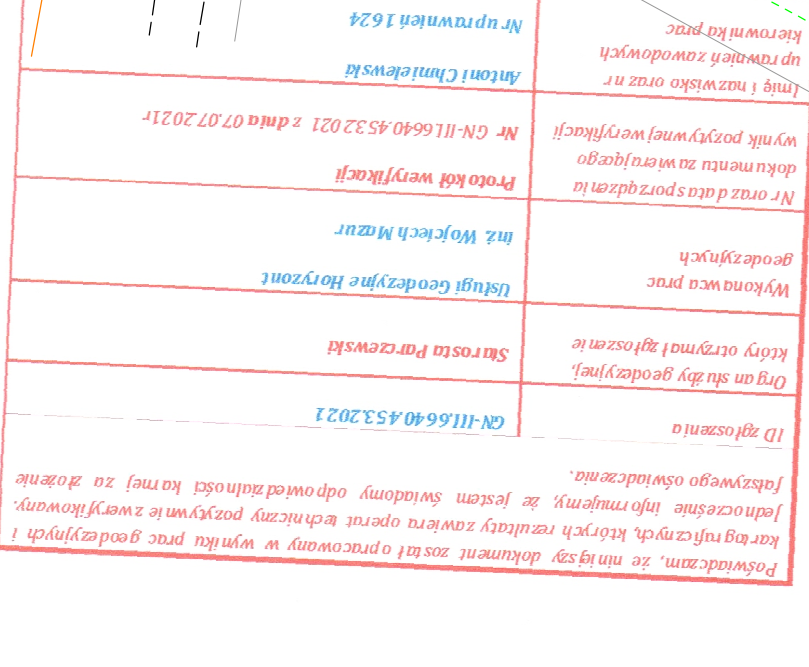 Poświadczam, że niniejszy dokument został opracowany w wyniku prac geodezyjnych i
kartograficznych, których rezultaty zawiera operat techniczny pozytywnie zweryfikowany.
Jednocześnie informujemy, że jestem świadomy odpowiedzialności karnej za złożenie
fałszywego oświadczenia.
ID zgłoszenia
GN-III.6640.453.2021
Organ służby geodezyjnej,
który otrzymał zgłoszenie
Starosta Parczewski
Wykonawca prac
geodezyjnych
Usługi Geodezyjne Horyzont
inż. Wojciech Mazur
Nr oraz data sporządzenia
dokumentu zawierającego
wynik pozytywnej weryfikacji
Protokół weryfikacji
Nr GN-III.6640.453.2021 z dnia 07.07.2021r
Imię i nazwisko oraz nr
uprawnień zawodowych
kierownika prac
Antoni Chmielewski
Nr uprawnień 1624